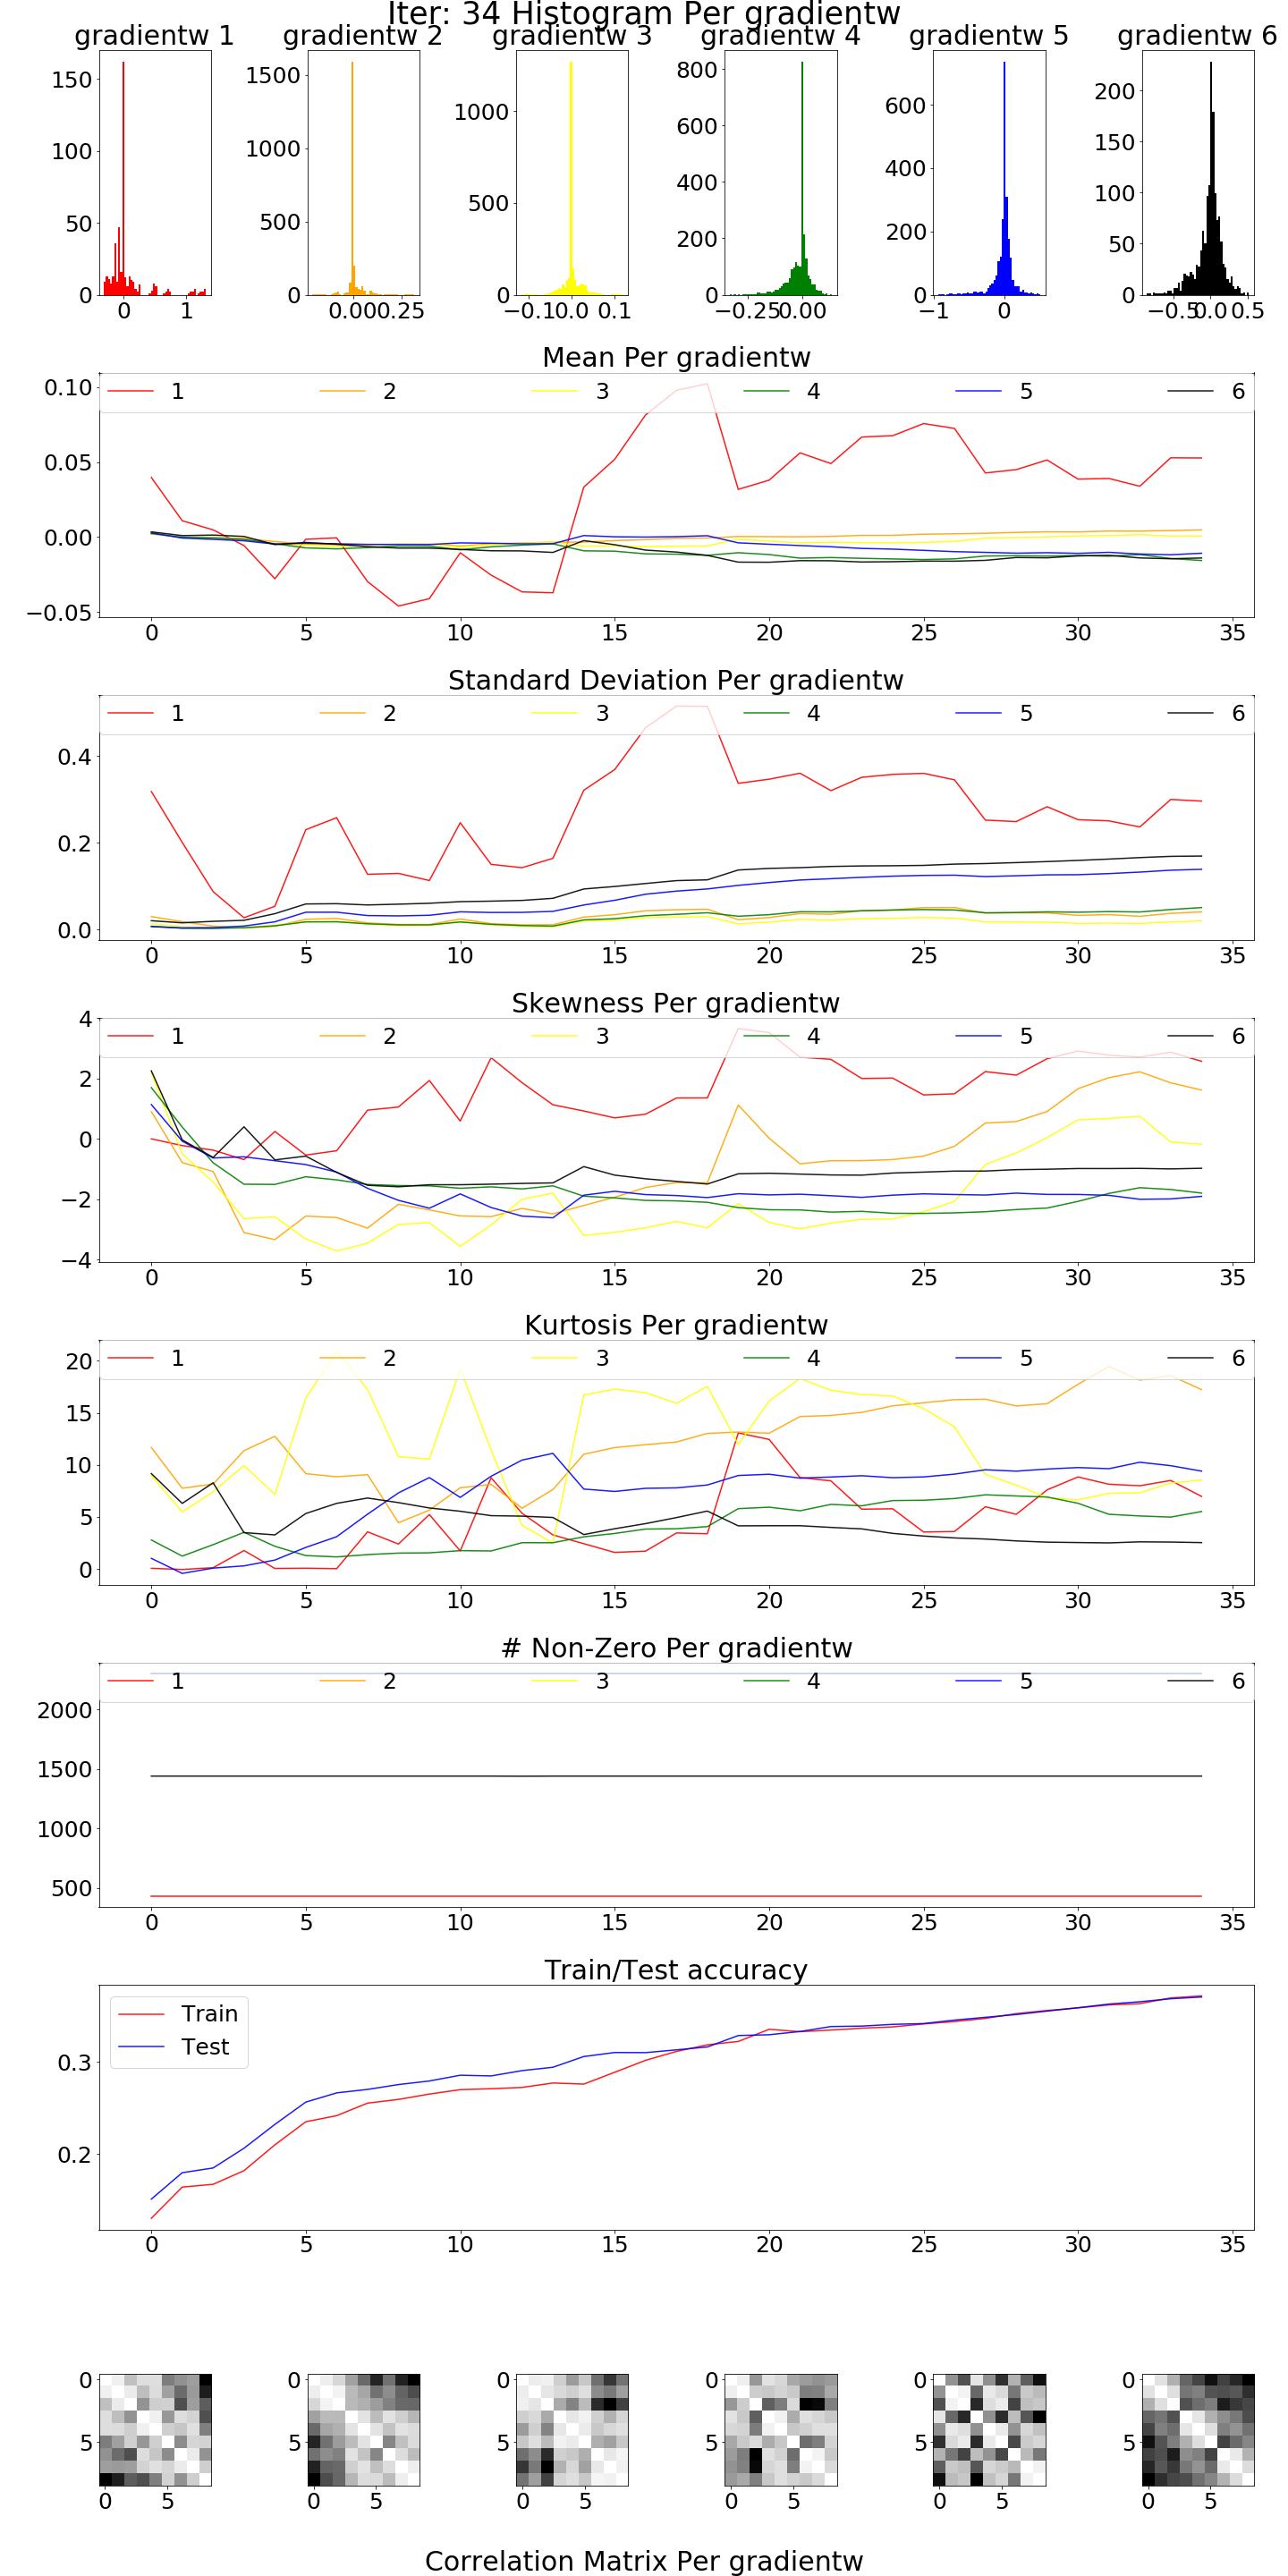 Iter: 34 Histogram Per gradientw
gradientw 1 gradientw 2 gradientw 3 gradientw 4 gradientw 5 gradientw 6
150 1500 1000 800 600 200
100 1000 500 600 400 150
50 500 0 400 200 100
0 0 200 0 50
0 0
0 1 0.000 0.25 −0.1 0.0 0.1 −0.25 0.00 −1 0 −0.5 0.0 0.5
Mean Per gradientw
1 2 3 4 5 6
0.10
0.05
0.00
−0.05
0 5 10 15 20 25 30 35
Standard Deviation Per gradientw
1 2 3 4 5 6
0.4
0.2
0.0
0 5 10 15 20 25 30 35
Skewness Per gradientw
4
1 2 3 4 5 6
2
0
−2
−4
0 5 10 15 20 25 30 35
Kurtosis Per gradientw
20
1 2 3 4 5 6
15
10
5
0
0 5 10 15 20 25 30 35
# Non-Zero Per gradientw
1 2 3 4 5 6
2000
1500
1000
500
0 5 10 15 20 25 30 35
Train/Test accuracy
Train
Test
0.3
0.2
0 5 10 15 20 25 30 35
0 0 0 0 0 0
5 5 5 5 5 5
0 5 0 5 0 5 0 5 0 5 0 5
Correlation Matrix Per gradientw